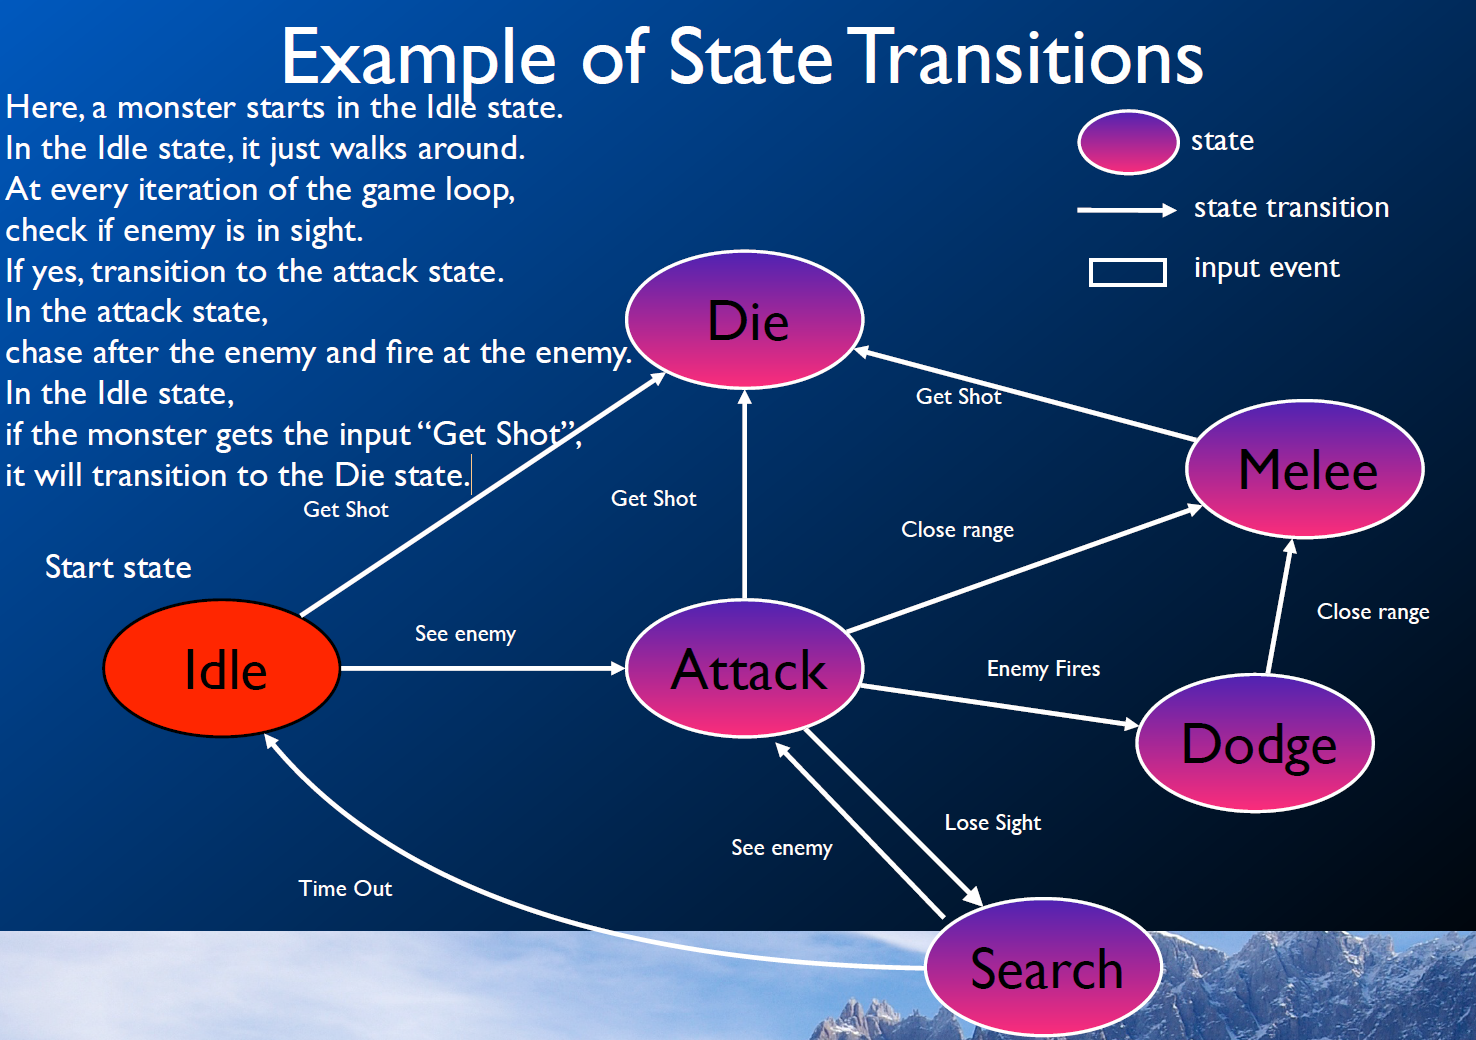 Example of State Transitions
Here, a monster starts in the Idle state.
In the Idle state, it just walks around.
At every iteration of the game loop,
check if enemy is in sight.
If yes, transition to the attack state.
In the attack state,
chase after the enemy and fire at the enemy.
In the Idle state,
if the monster gets the input “Get Shot”,
it will transition to the Die state.
state
state transition
input event
Die
Get Shot
Melee
Get Shot
Get Shot
Close range
Start state
Close range
See enemy
Idle
Attack
Enemy Fires
Dodge
Lose Sight
See enemy
Time Out
Search